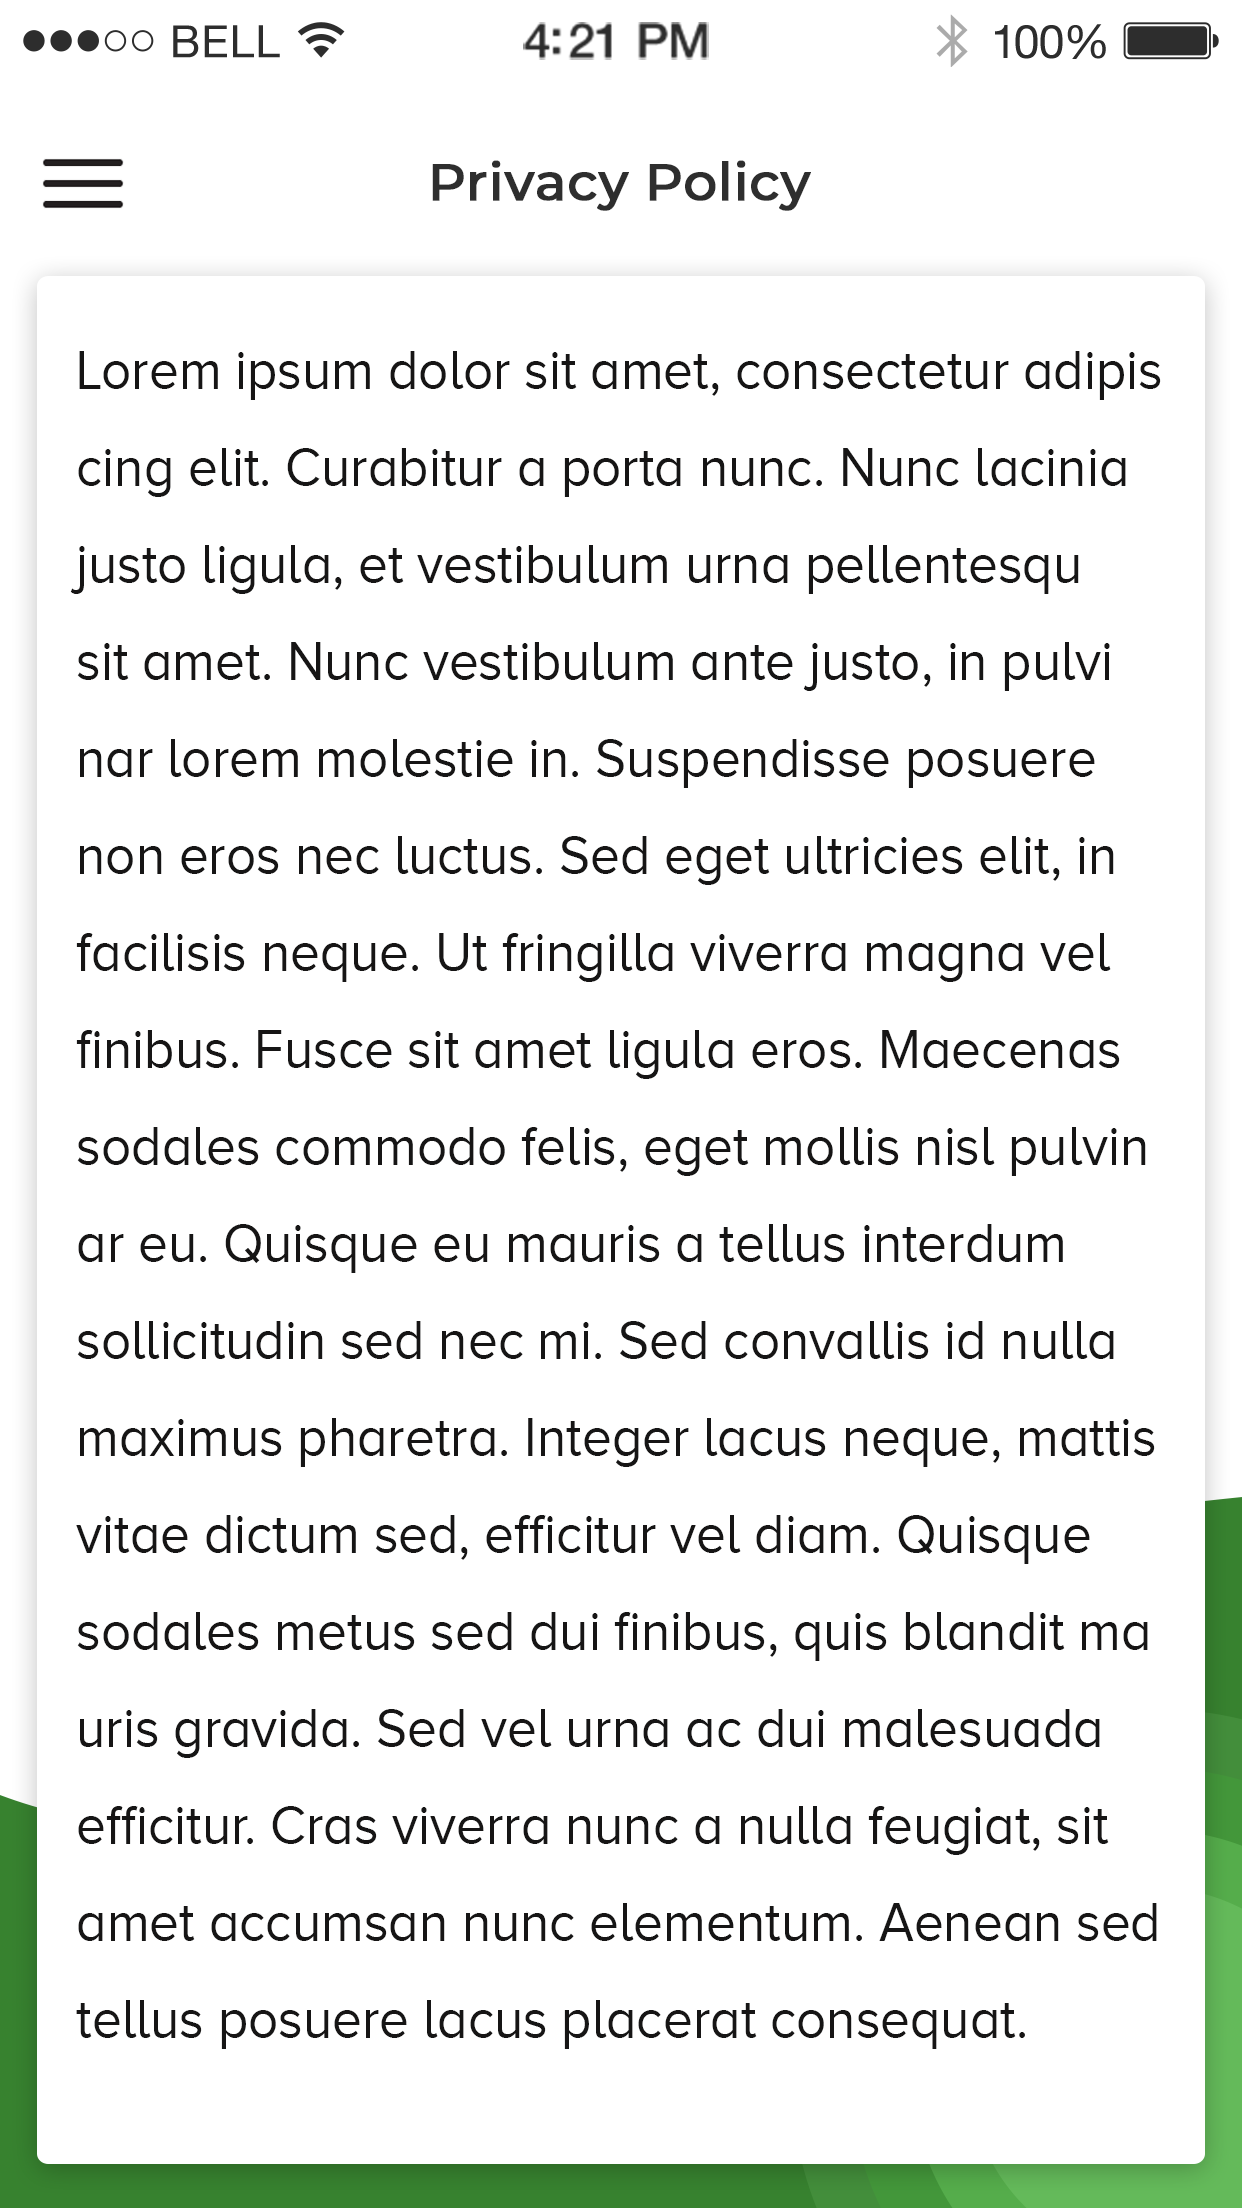 BELL 4:21 PM 100%
Privacy Policy
Lorem ipsum dolor sit amet, consectetur adipis
cing elit. Curabitur a porta nunc. Nunc lacinia
justo ligula, et vestibulum urna pellentesqu
sit amet. Nunc vestibulum ante justo, in pulvi
nar lorem molestie in. Suspendisse posuere
non eros nec luctus. Sed eget ultricies elit, in
facilisis neque. Ut fringilla viverra magna vel
finibus. Fusce sit amet ligula eros. Maecenas
sodales commodo felis, eget mollis nisl pulvin
ar eu. Quisque eu mauris a tellus interdum
sollicitudin sed nec mi. Sed convallis id nulla
maximus pharetra. Integer lacus neque, mattis
vitae dictum sed, efficitur vel diam. Quisque
sodales metus sed dui finibus, quis blandit ma
uris gravida. Sed vel urna ac dui malesuada
efficitur. Cras viverra nunc a nulla feugiat, sit
amet accumsan nunc elementum. Aenean sed
tellus posuere lacus placerat consequat.